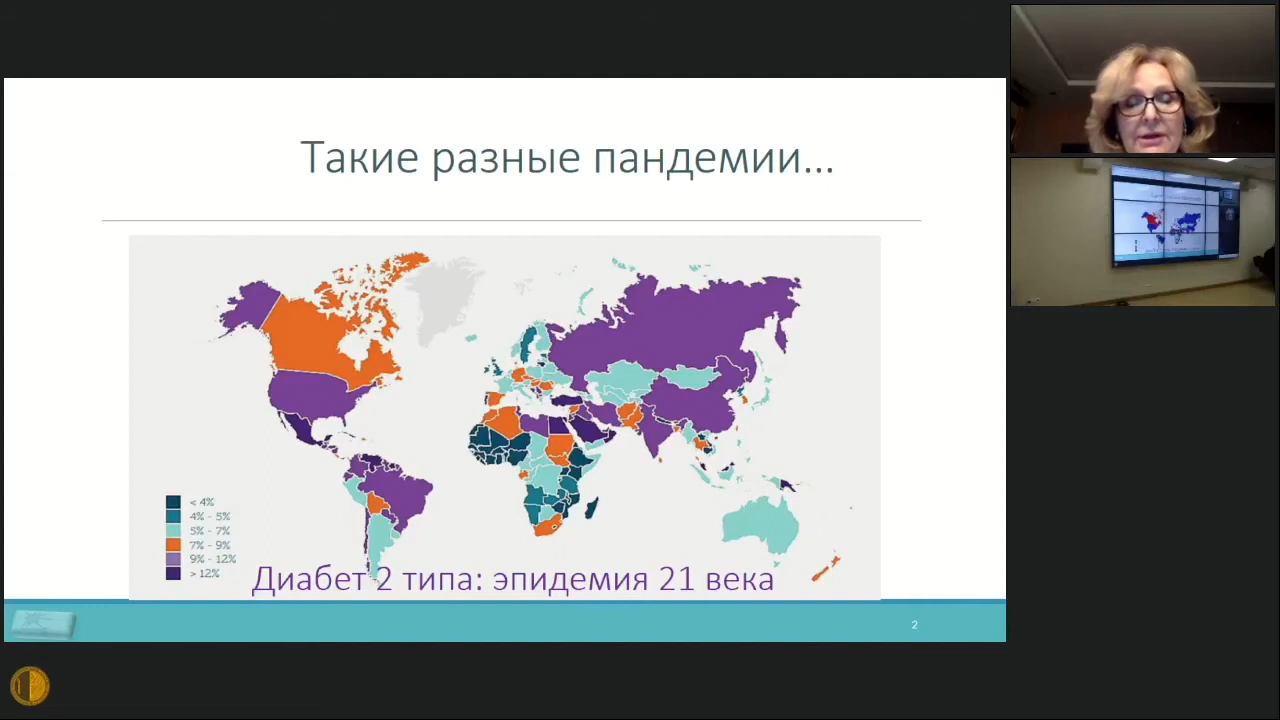 Такие разные пандемии...
< 4%
4% - 5%
5% - 7%
7% - 9%
9% - 12%
> 12%
Диабет 2 типа: эпидемия 21 века
2